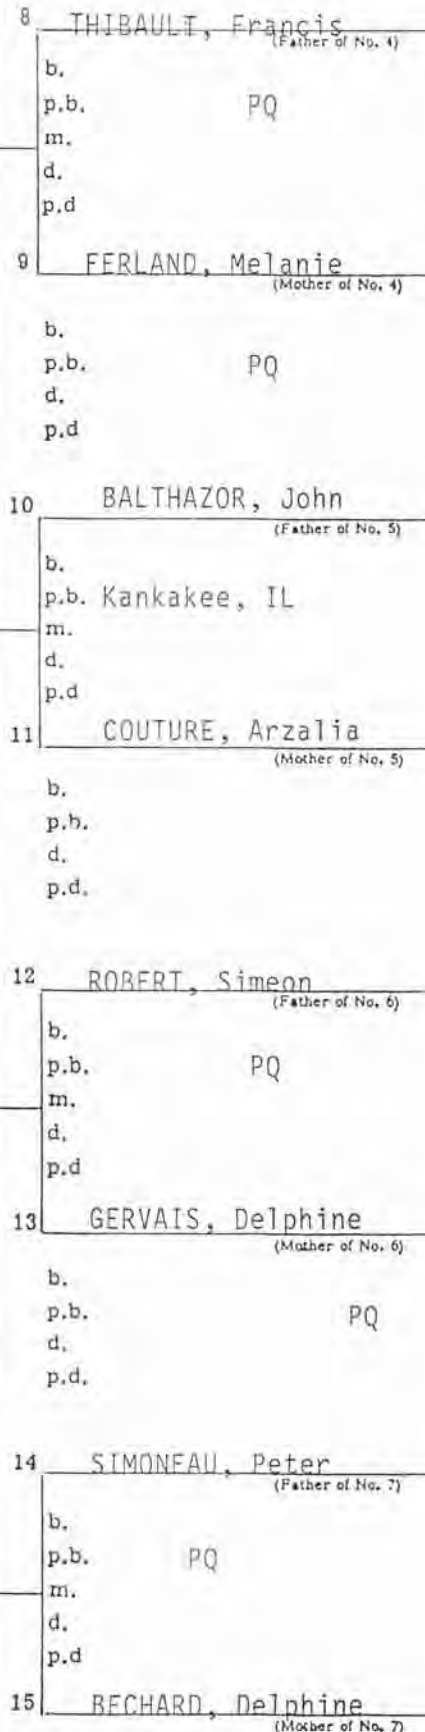 8 THIBAULT, Francis
(Father of No. 4)
b.
p.b. PQ
m.
d.
p.d
9 FERLAND, Melanie
(Mother of No. 4)
b.
p.b. PQ
d.
p.d
10 BALTHAZOR, John
(Father of No. 5)
b.
p.b. Kankakee, IL
m.
d.
p.d
11 COUTURE, Arzalia
(Mother of No. 5)
b.
p.b.
d.
p.d.
12 ROBERT, Simeon
(Father of No. 6)
b.
p.b. PQ
m.
d.
p.d
13 GERVAIS, Delphine
(Mother of No. 6)
b.
p.b. PQ
d.
p.d.
14 SIMONEAU, Peter
(Father of No. 7)
b.
p.b. PQ
m.
d.
p.d
15 BECHARD, Delphine
(Mother of No. 7)